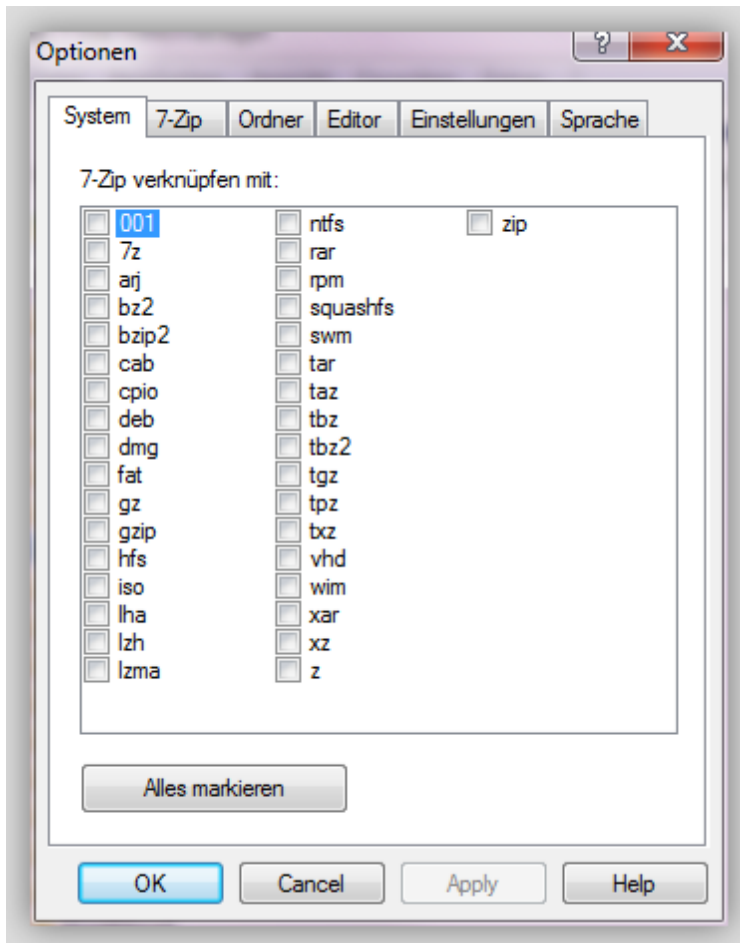 Optionen
System 7-Zip Ordner Editor Einstellungen Sprache
7-Zip verknüpfen mit:
001 ntfs zip
7z rar
arj rpm
bz2 squashfs
bzip2 swm
cab tar
cpio taz
deb tbz
dmg tbz2
fat tgz
gz tpz
gzip txz
hfs vhd
iso wim
lha xar
lzh xz
lzma z
Alles markieren
OK Cancel Apply Help